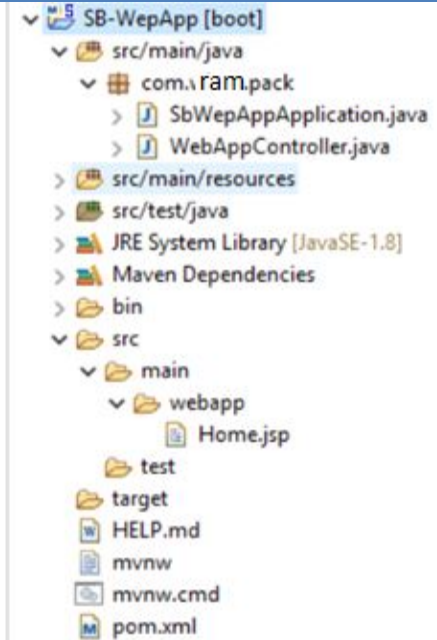 SB-WepApp [boot]
src/main/java
com.ram.pack
SbWepAppApplication.java
WebAppController.java
src/main/resources
src/test/java
JRE System Library [JavaSE-1.8]
Maven Dependencies
bin
src
main
webapp
Home.jsp
test
target
HELP.md
mvnw
mvnw.cmd
pom.xml